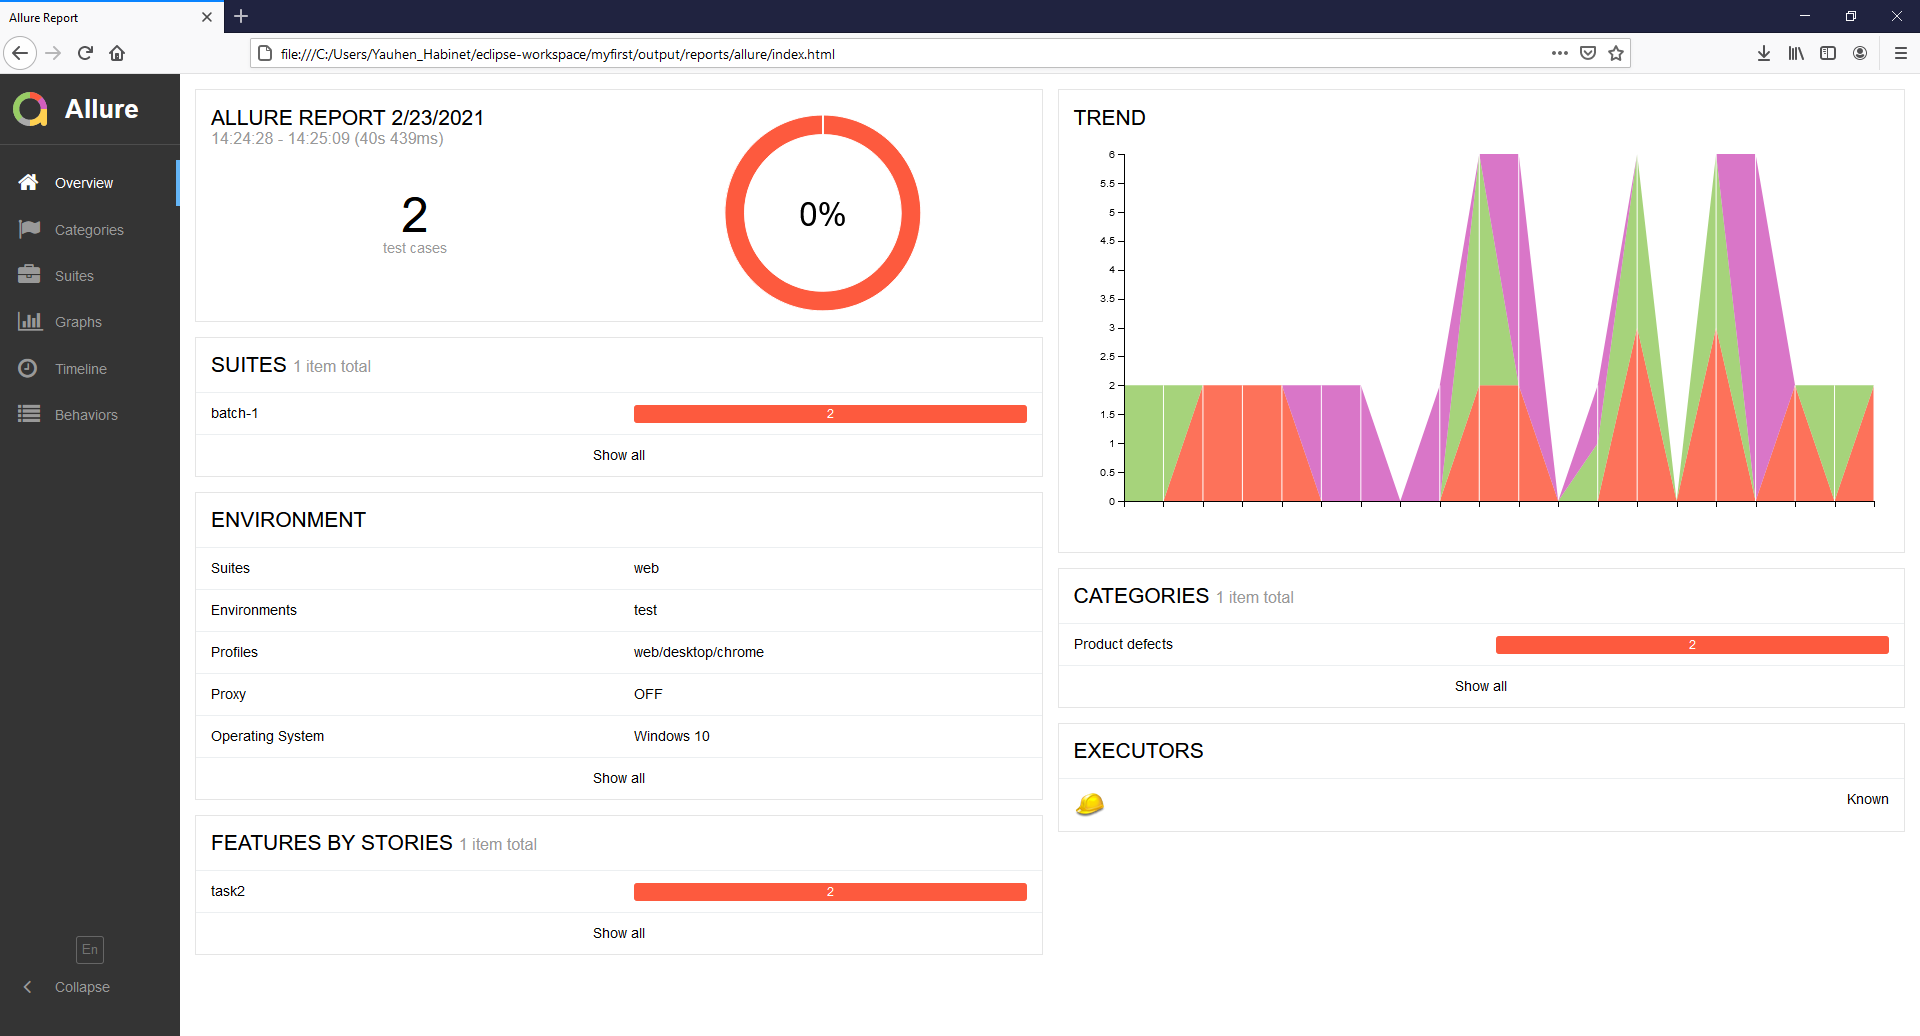 Allure Report
file:///C:/Users/Yauhen_Habinet/eclipse-workspace/myfirst/output/reports/allure/index.html
Allure
Overview
Categories
Suites
Graphs
Timeline
Behaviors
En
Collapse
ALLURE REPORT 2/23/2021
14:24:28 - 14:25:09 (40s 439ms)
2
test cases
0%
SUITES 1 item total
batch-1 2
Show all
ENVIRONMENT
Suites web
Environments test
Profiles web/desktop/chrome
Proxy OFF
Operating System Windows 10
Show all
FEATURES BY STORIES 1 item total
task2 2
Show all
TREND
6
5.5
5
4.5
4
3.5
3
2.5
2
1.5
1
0.5
0
CATEGORIES 1 item total
Product defects 2
Show all
EXECUTORS
Known